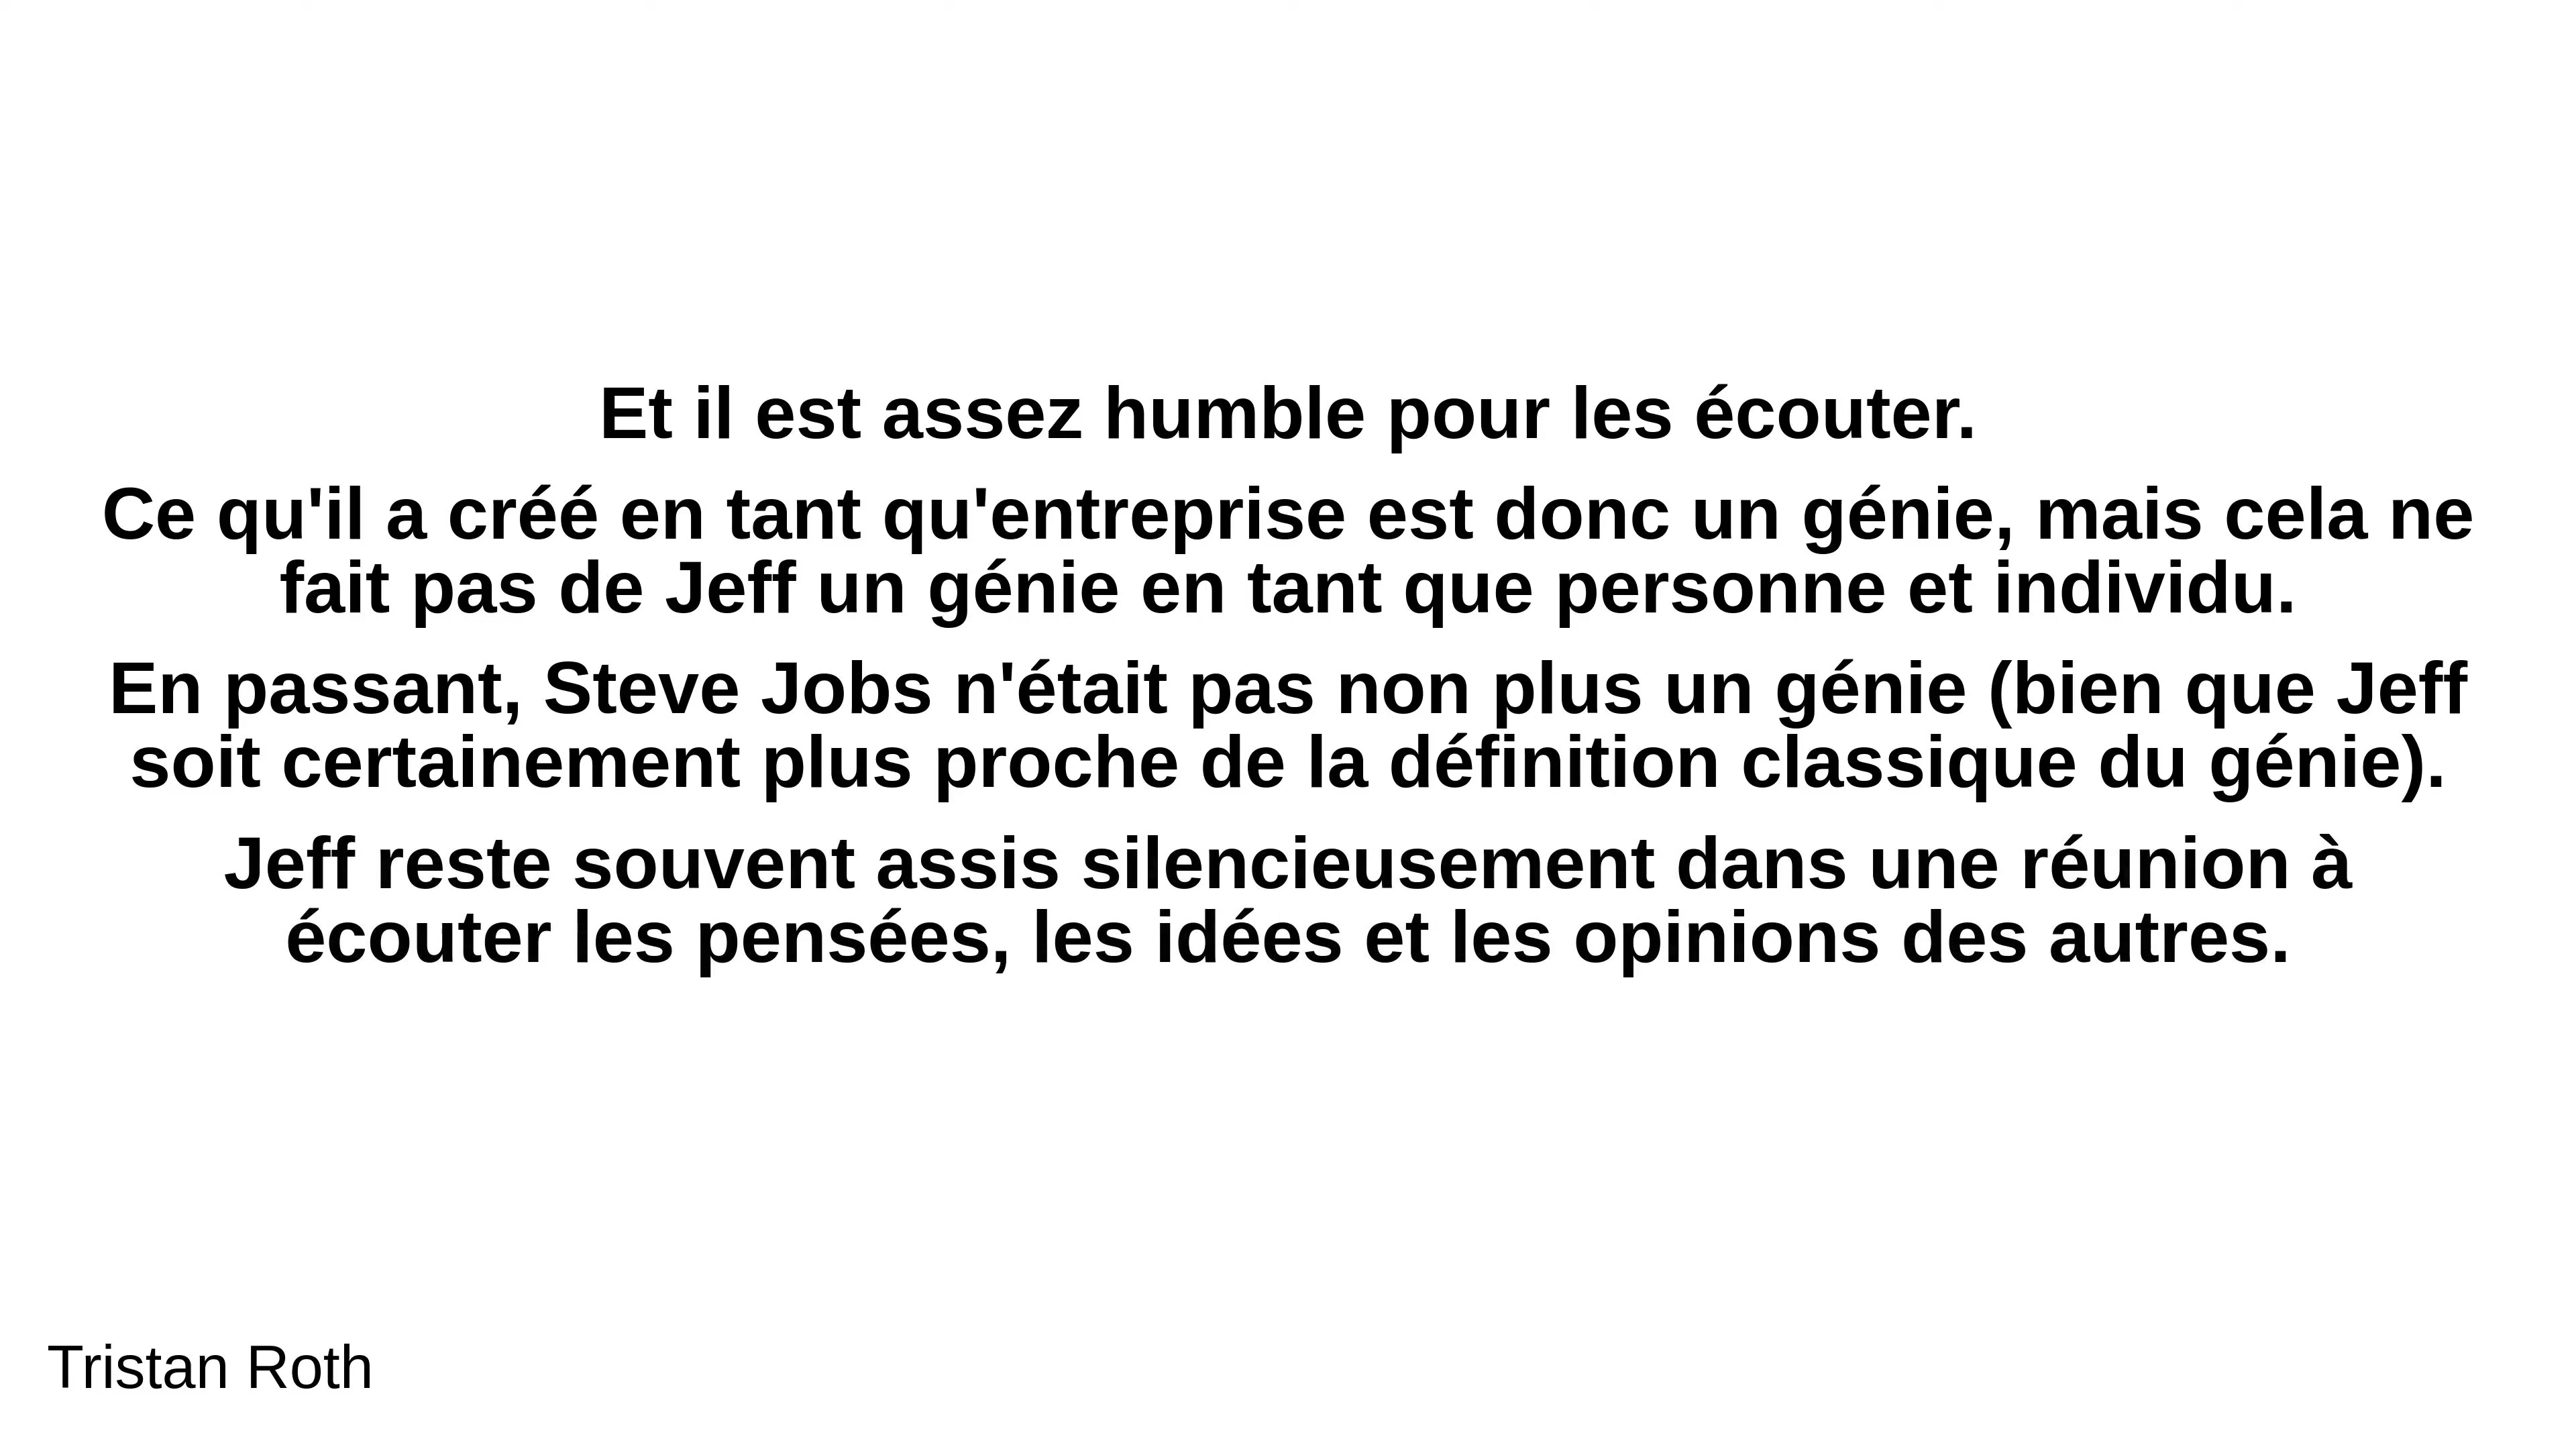 Et il est assez humble pour les écouter.
Ce qu'il a créé en tant qu'entreprise est donc un génie, mais cela ne
fait pas de Jeff un génie en tant que personne et individu.
En passant, Steve Jobs n'était pas non plus un génie (bien que Jeff
soit certainement plus proche de la définition classique du génie).
Jeff reste souvent assis silencieusement dans une réunion à
écouter les pensées, les idées et les opinions des autres.
Tristan Roth